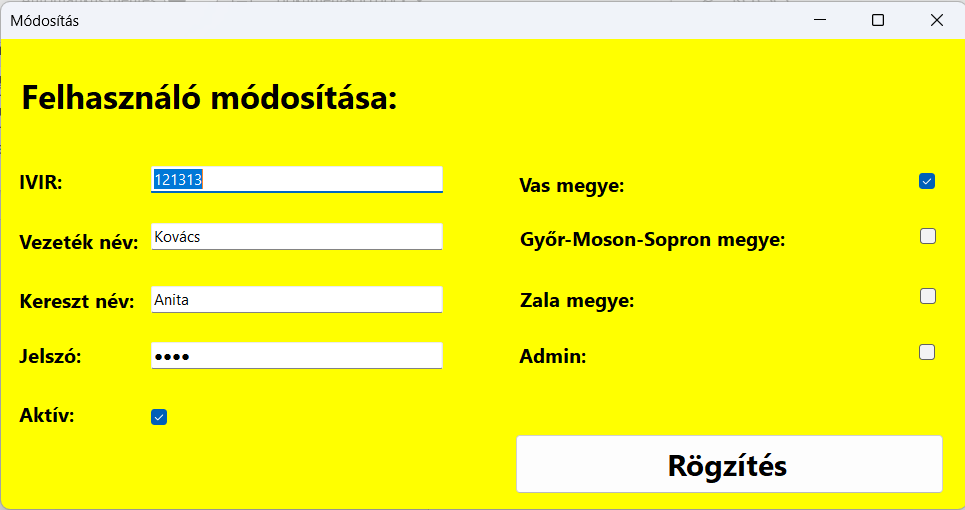 Módosítás
Felhasználó módosítása:
IVIR: 121313
Vezeték név: Kovács
Kereszt név: Anita
Jelszó: ●●●●
Aktív:
Vas megye:
Győr-Moson-Sopron megye:
Zala megye:
Admin:
Rögzítés